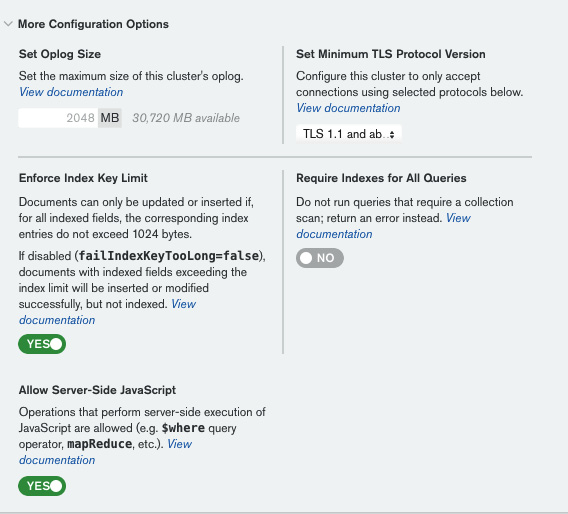 More Configuration Options
Set Oplog Size
Set the maximum size of this cluster's oplog.
View documentation
2048 MB 30,720 MB available
Set Minimum TLS Protocol Version
Configure this cluster to only accept
connections using selected protocols below.
View documentation
TLS 1.1 and ab..
Enforce Index Key Limit
Documents can only be updated or inserted if,
for all indexed fields, the corresponding index
entries do not exceed 1024 bytes.
If disabled (failIndexKeyTooLong=false),
documents with indexed fields exceeding the
index limit will be inserted or modified
successfully, but not indexed. View
documentation
YES
Require Indexes for All Queries
Do not run queries that require a collection
scan; return an error instead. View
documentation
NO
Allow Server-Side JavaScript
Operations that perform server-side execution of
JavaScript are allowed (e.g. $where query
operator, mapReduce, etc.). View
documentation
YES